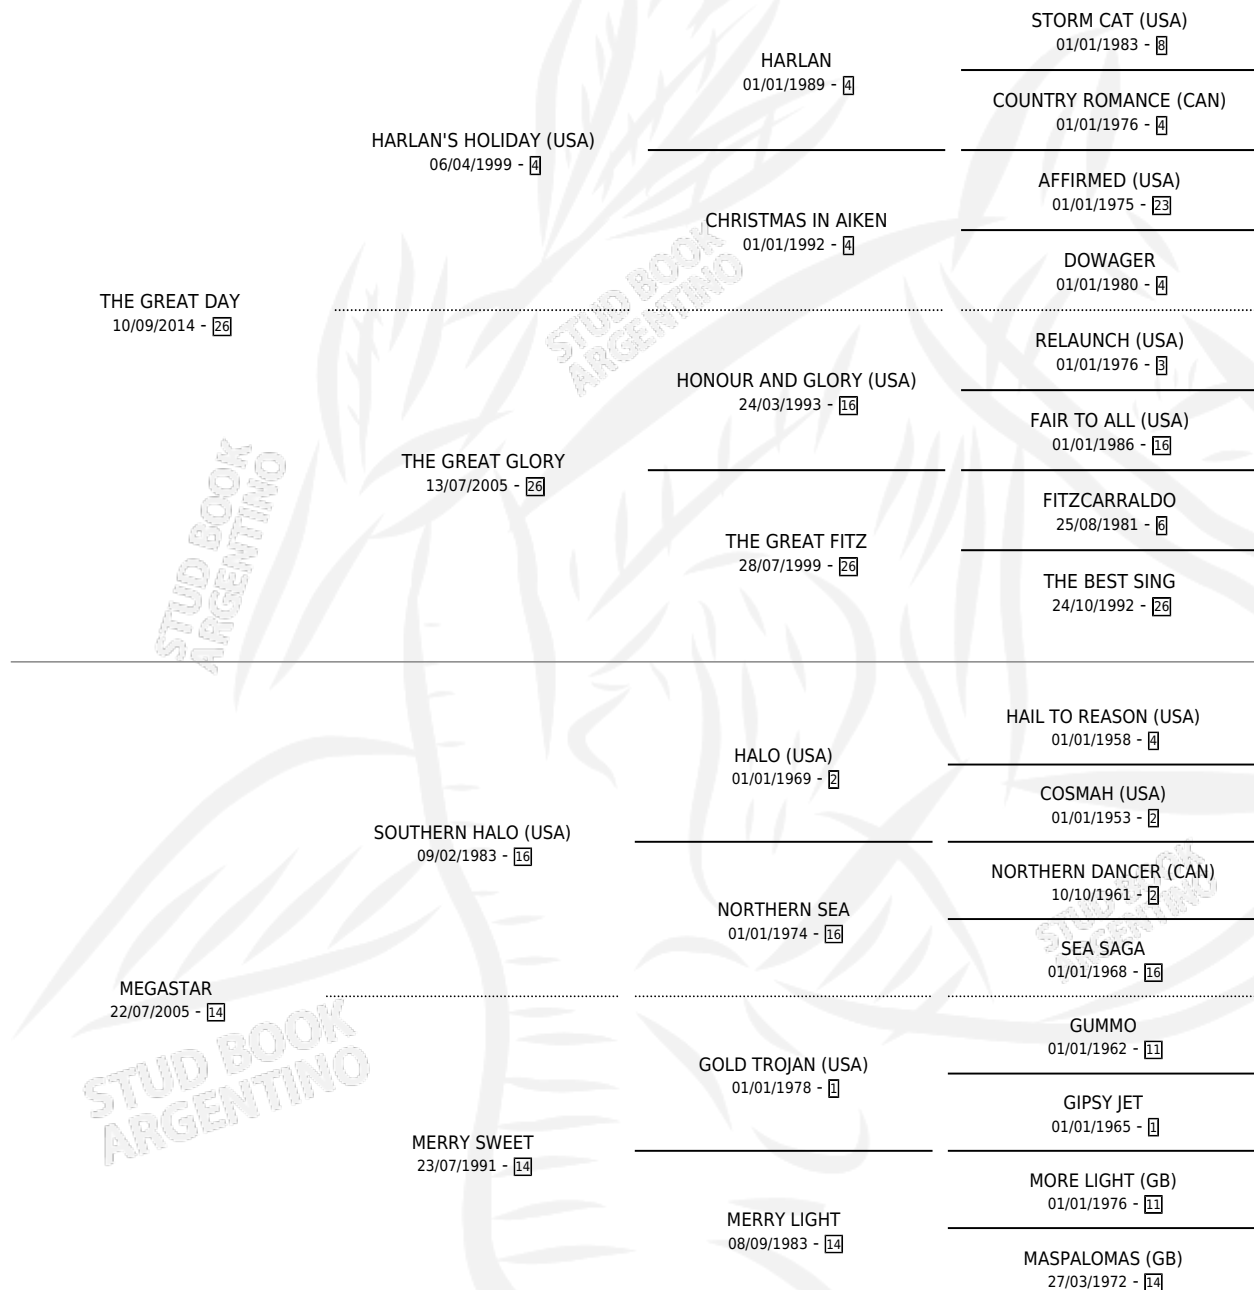 STORM CAT (USA)
01/01/1983 - 8
HARLAN
01/01/1989 - 4
COUNTRY ROMANCE (CAN)
01/01/1976 - 4
HARLAN'S HOLIDAY (USA)
06/04/1999 - 4
AFFIRMED (USA)
01/01/1975 - 23
CHRISTMAS IN AIKEN
01/01/1992 - 4
DOWAGER
01/01/1980 - 4
THE GREAT DAY
10/09/2014 - 26
RELAUNCH (USA)
01/01/1976 - 3
HONOUR AND GLORY (USA)
24/03/1993 - 16
FAIR TO ALL (USA)
01/01/1986 - 16
THE GREAT GLORY
13/07/2005 - 26
FITZCARRALDO
25/08/1981 - 6
THE GREAT FITZ
28/07/1999 - 26
THE BEST SING
24/10/1992 - 26
HAIL TO REASON (USA)
01/01/1958 - 4
HALO (USA)
01/01/1969 - 2
COSMAH (USA)
01/01/1953 - 2
SOUTHERN HALO (USA)
09/02/1983 - 16
NORTHERN DANCER (CAN)
10/10/1961 - 2
NORTHERN SEA
01/01/1974 - 16
SEA SAGA
01/01/1968 - 16
MEGASTAR
22/07/2005 - 14
GUMMO
01/01/1962 - 11
GOLD TROJAN (USA)
01/01/1978 - 1
GIPSY JET
01/01/1965 - 1
MERRY SWEET
23/07/1991 - 14
MORE LIGHT (GB)
01/01/1976 - 11
MERRY LIGHT
08/09/1983 - 14
MASPALOMAS (GB)
27/03/1972 - 14
STUD BOOK
ARGENTINO
STUD BOOK
ARGENTINO
STUD BOOK
ARGENTINO
STUD BOOK
ARGENTINO